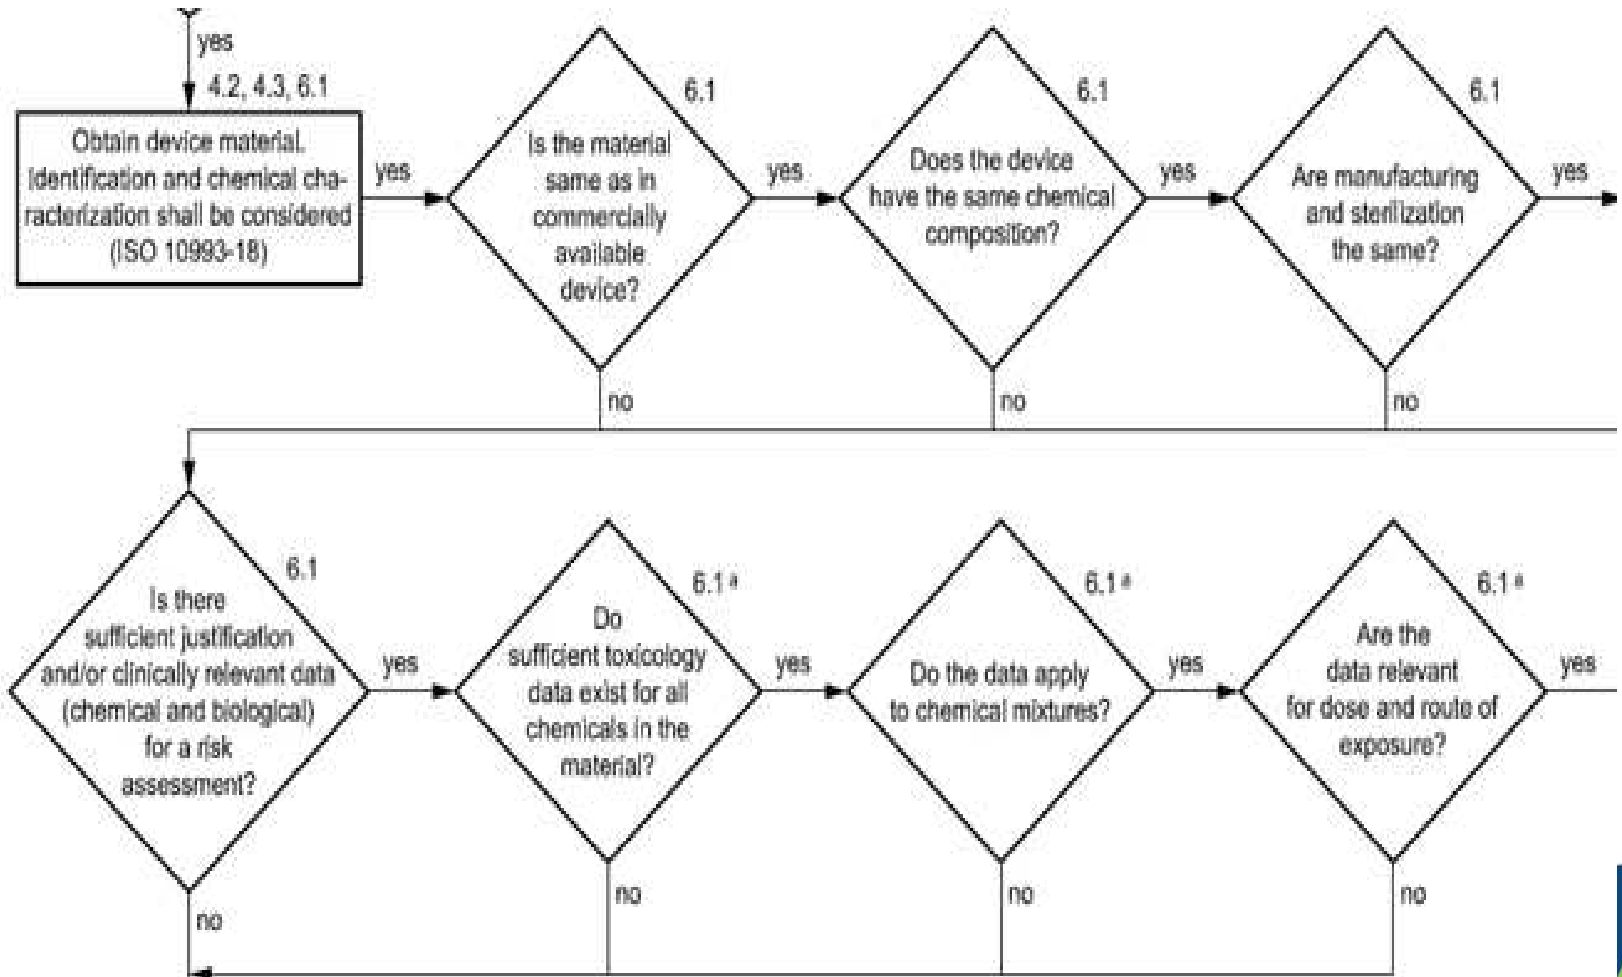 yes
4.2, 4.3, 6.1
Obtain device material.
Identification and chemical cha-
racterization shall be considered
(ISO 10993-18)
yes
6.1
Is the material
same as in
commercially
available
device?
yes
6.1
Does the device
have the same chemical
composition?
yes
6.1
Are manufacturing
and sterilization
the same?
yes
no
no
no
6.1
Is there
sufficient justification
and/or clinically relevant data
(chemical and biological)
for a risk
assessment?
yes
6.1 a
Do
sufficient toxicology
data exist for all
chemicals in the
material?
yes
6.1 a
Do the data apply
to chemical mixtures?
yes
6.1 a
Are the
data relevant
for dose and route of
exposure?
yes
no
no
no
no